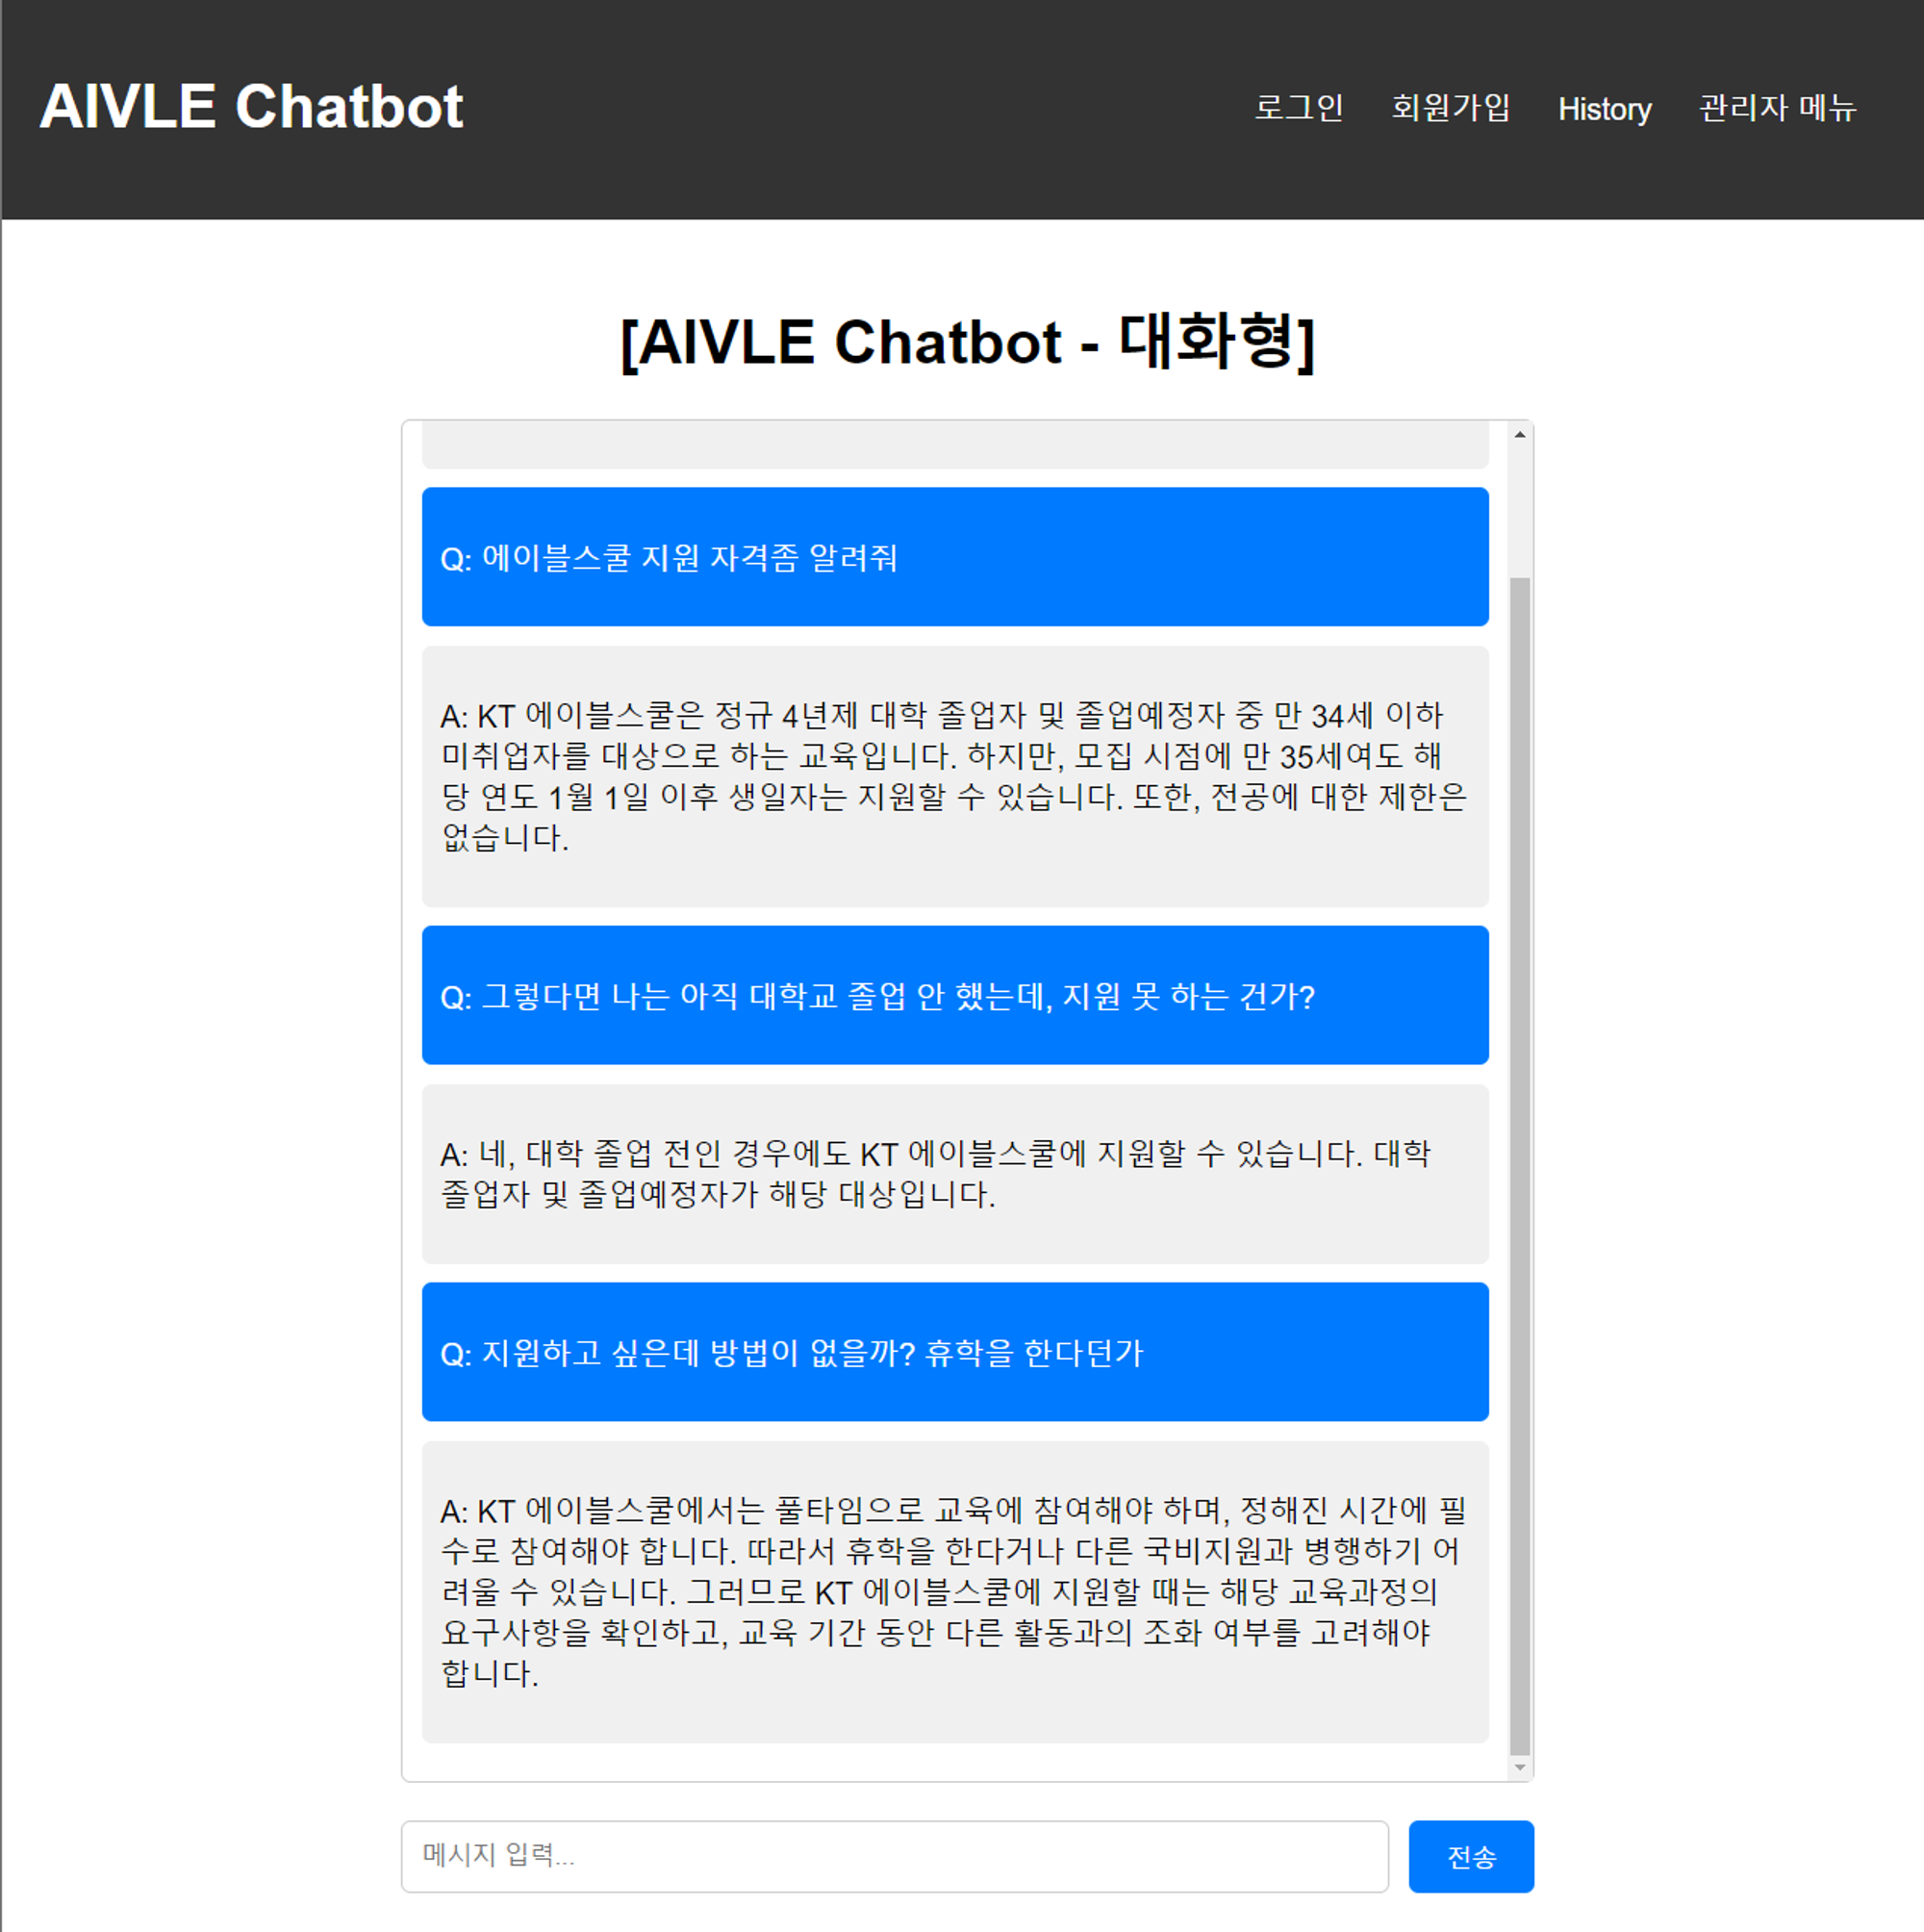 AIVLE Chatbot
로그인 회원가입 History 관리자 메뉴
[AIVLE Chatbot - 대화형]
Q: 에이블스쿨 지원 자격좀 알려줘
A: KT 에이블스쿨은 정규 4년제 대학 졸업자 및 졸업예정자 중 만 34세 이하
미취업자를 대상으로 하는 교육입니다. 하지만, 모집 시점에 만 35세여도 해
당 연도 1월 1일 이후 생일자는 지원할 수 있습니다. 또한, 전공에 대한 제한은
없습니다.
Q: 그렇다면 나는 아직 대학교 졸업 안 했는데, 지원 못 하는 건가?
A: 네, 대학 졸업 전인 경우에도 KT 에이블스쿨에 지원할 수 있습니다. 대학
졸업자 및 졸업예정자가 해당 대상입니다.
Q: 지원하고 싶은데 방법이 없을까? 휴학을 한다던가
A: KT 에이블스쿨에서는 풀타임으로 교육에 참여해야 하며, 정해진 시간에 필
수로 참여해야 합니다. 따라서 휴학을 한다거나 다른 국비지원과 병행하기 어
려울 수 있습니다. 그러므로 KT 에이블스쿨에 지원할 때는 해당 교육과정의
요구사항을 확인하고, 교육 기간 동안 다른 활동과의 조화 여부를 고려해야
합니다.
메시지 입력...
전송